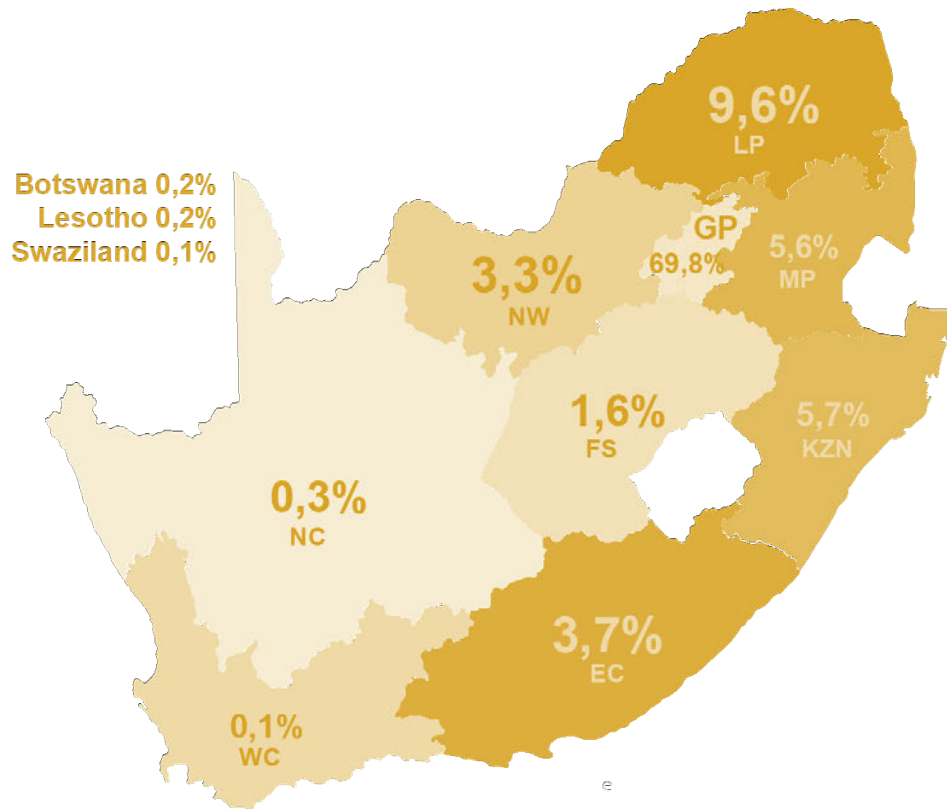 9,6%
LP
Botswana 0,2%
Lesotho 0,2%
Swaziland 0,1%
GP
69,8%
5,6%
MP
3,3%
NW
1,6%
FS
5,7%
KZN
0,3%
NC
3,7%
EC
0,1%
WC
e